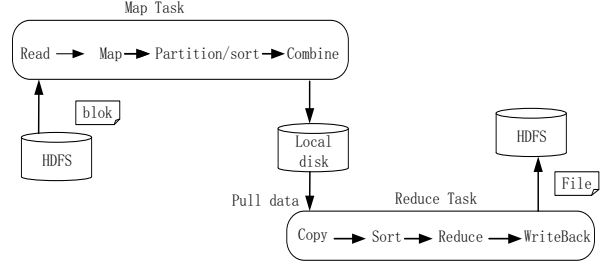 Map Task
Read Map Partition/sort Combine
blok
HDFS
Local
disk
HDFS
File
Pull data
Reduce Task
Copy Sort Reduce WriteBack